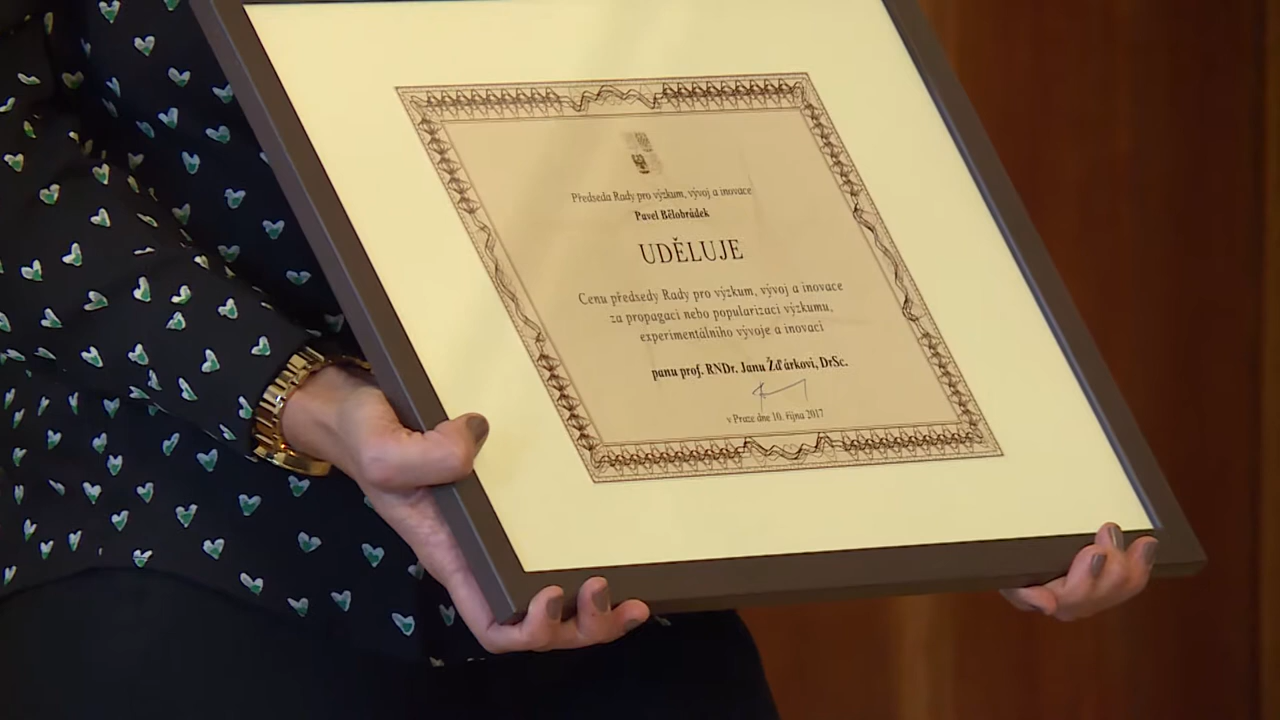 Předseda Rady pro výzkum, vývoj a inovace
Pavel Bělobrádek
UDĚLUJE
Cenu předsedy Rady pro výzkum, vývoj a inovace
za propagaci nebo popularizaci výzkumu,
experimentálního vývoje a inovací
panu prof. RNDr. Janu Žďárkovi, DrSc.
v Praze dne 10. října 2017